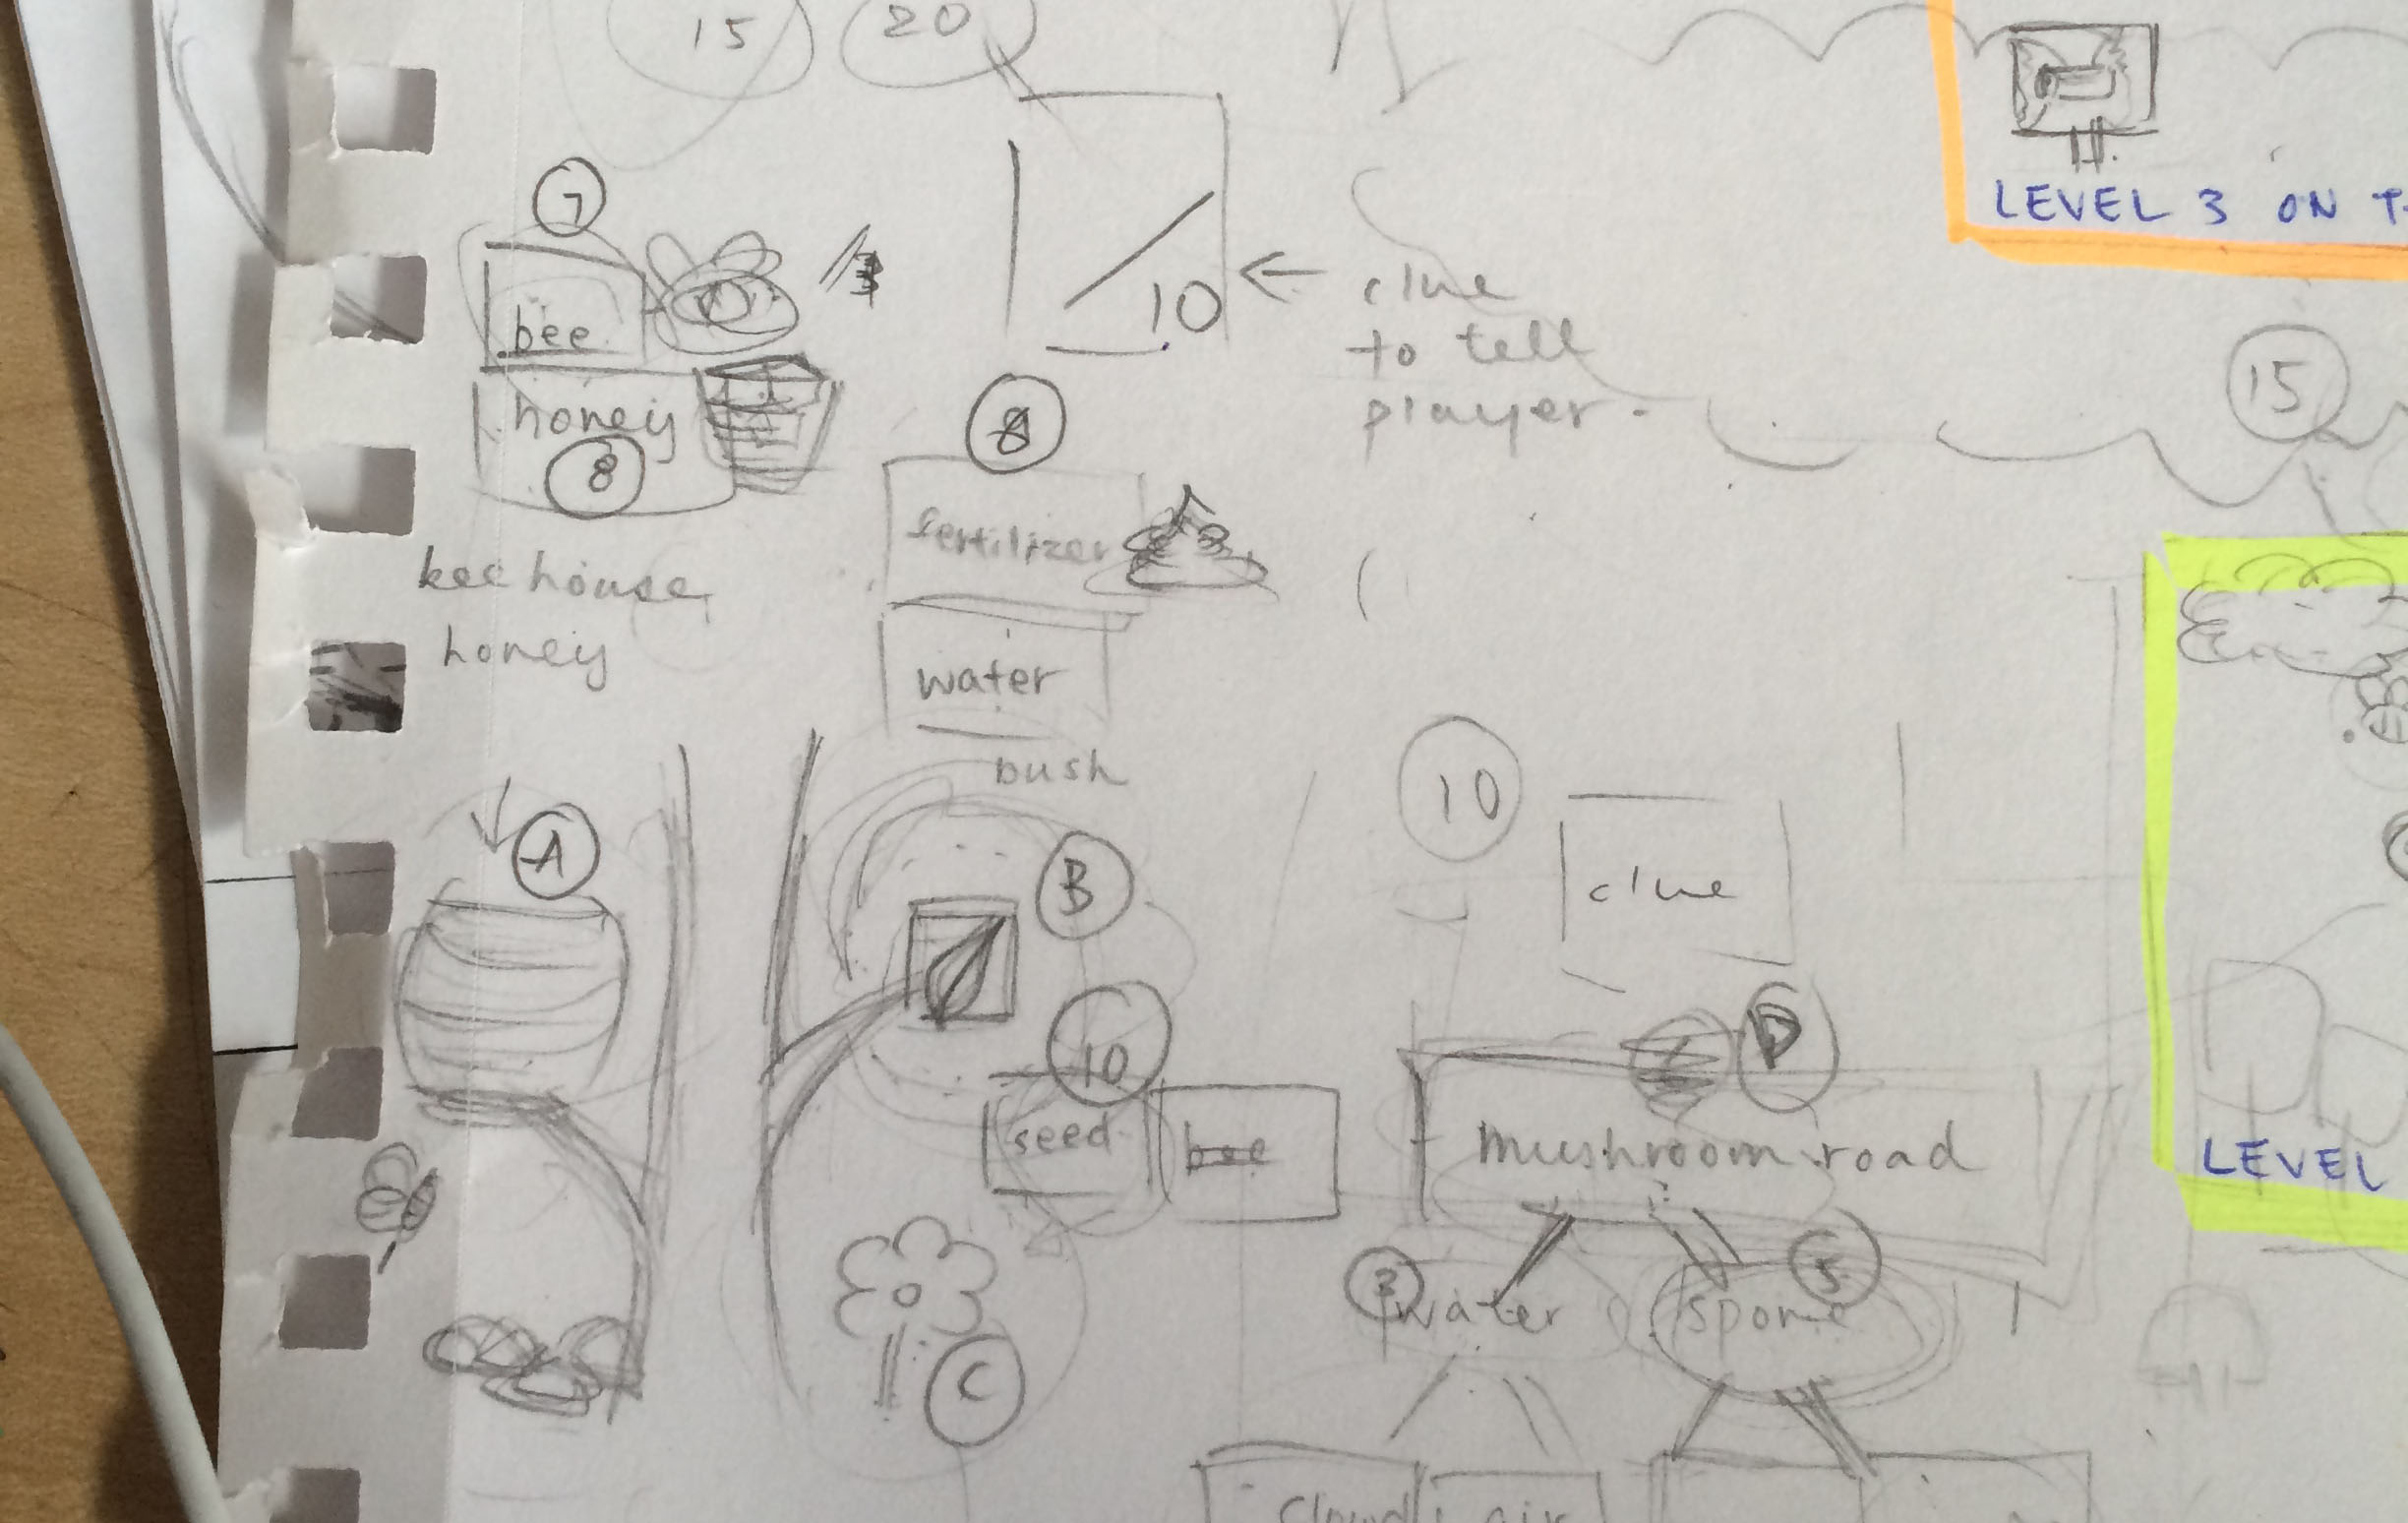 15
20
LEVEL 3 ON
7
bee
/3
/10
clue
to tell
player.
honey
8
8
15
fertilizer
bee house
honey
water
bush
10
A
B
clue
D
10
seed
bee
mushroom road
LEVEL
3
water
5
spore
C
cloud
air